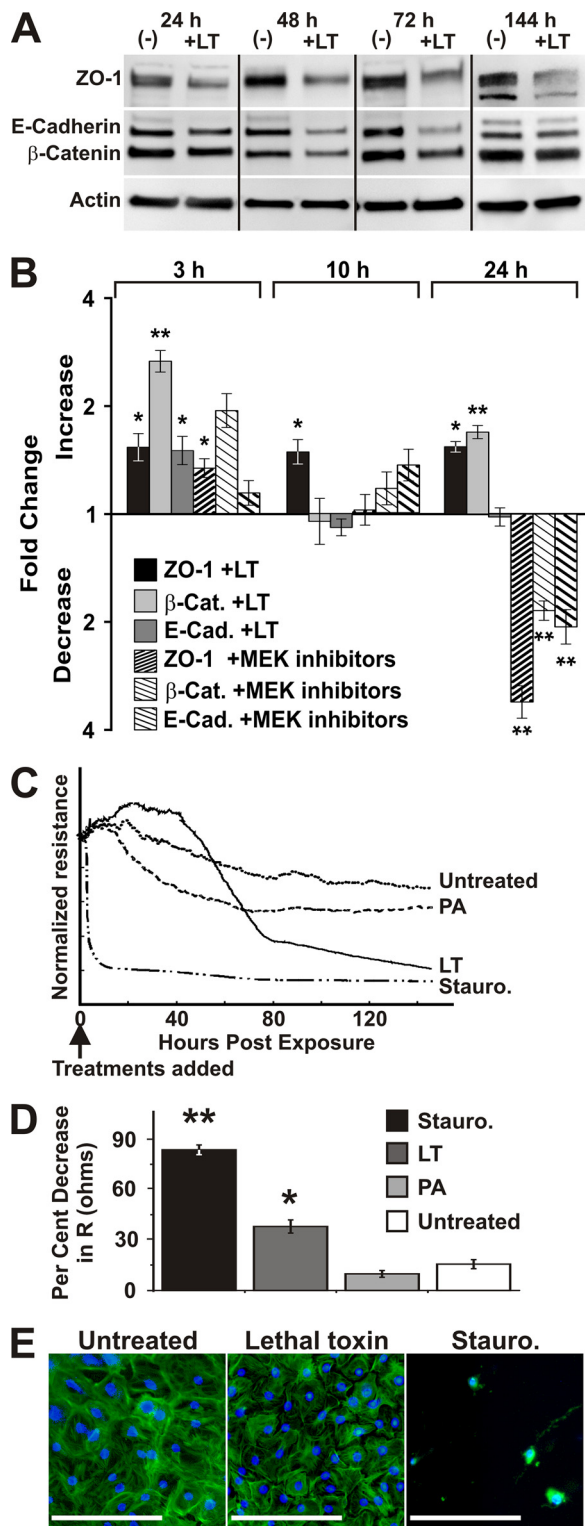 A
24 h 48 h 72 h 144 h
(-) +LT (-) +LT (-) +LT (-) +LT
ZO-1
E-Cadherin
β-Catenin
Actin
B
3 h 10 h 24 h
4
** 
2
* * * * * **
1
2
4
** ** **
Fold Change
Increase
Decrease
ZO-1 +LT
β-Cat. +LT
E-Cad. +LT
ZO-1 +MEK inhibitors
β-Cat. +MEK inhibitors
E-Cad. +MEK inhibitors
C
Normalized resistance
Untreated
PA
LT
Stauro.
0 40 80 120
Hours Post Exposure
Treatments added
D
Per Cent Decrease
in R (ohms)
90
60
30
0
**
*
Stauro.
LT
PA
Untreated
E
Untreated Lethal toxin Stauro.